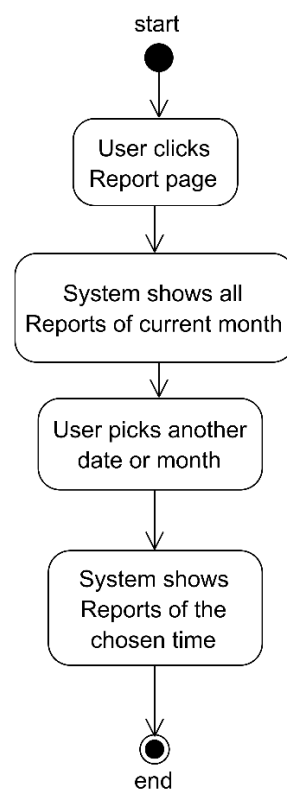 start
User clicks
Report page
System shows all
Reports of current month
User picks another
date or month
System shows
Reports of the
chosen time
end